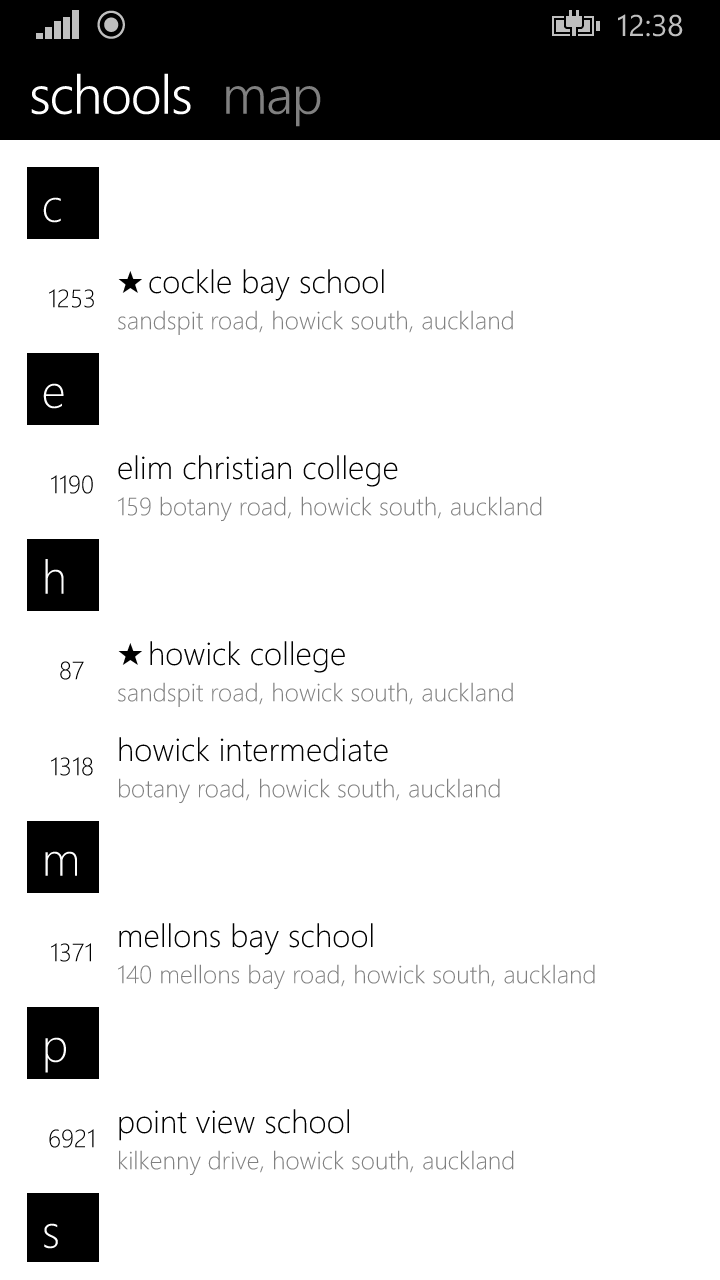 12:38
schools map
c
1253 ★ cockle bay school
sandspit road, howick south, auckland
e
1190 elim christian college
159 botany road, howick south, auckland
h
87 ★ howick college
sandspit road, howick south, auckland
1318 howick intermediate
botany road, howick south, auckland
m
1371 mellons bay school
140 mellons bay road, howick south, auckland
p
6921 point view school
kilkenny drive, howick south, auckland
s